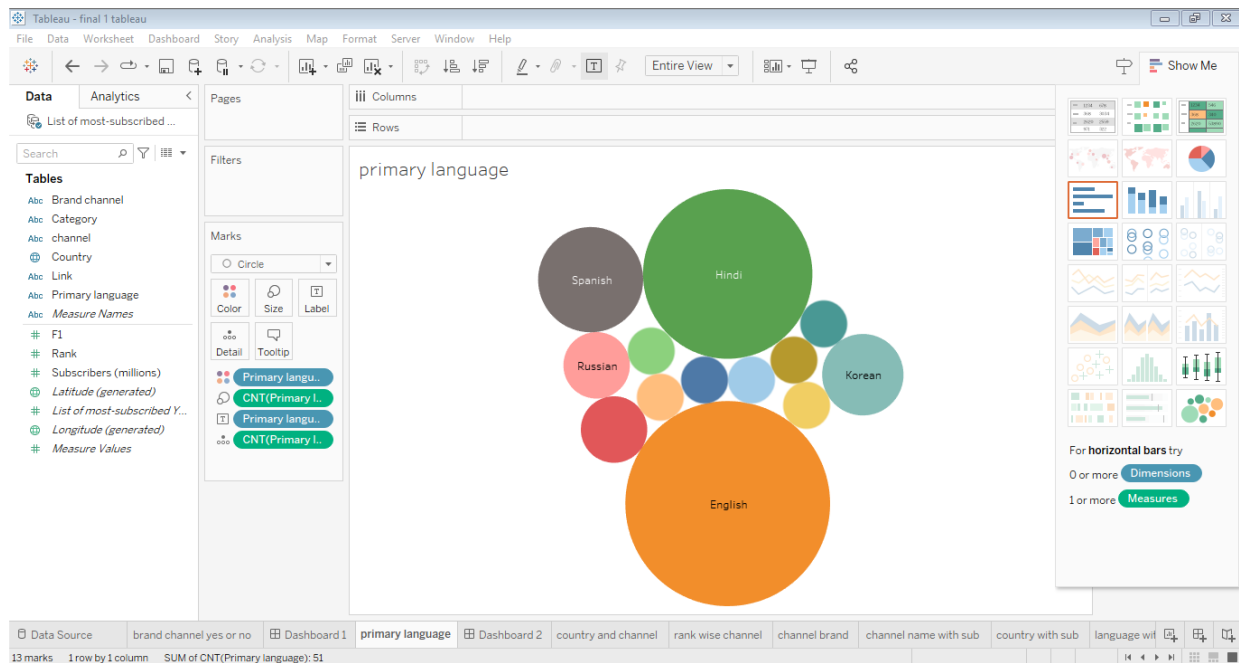 Tableau - final 1 tableau
File Data Worksheet Dashboard Story Analysis Map Format Server Window Help
Entire View
Show Me
Data Analytics
List of most-subscribed ...
Search
Tables
Abc Brand channel
Abc Category
Abc channel
Country
Abc Link
Abc Primary language
Abc Measure Names
# F1
# Rank
# Subscribers (millions)
Latitude (generated)
# List of most-subscribed Y...
Longitude (generated)
# Measure Values
Pages
Filters
Marks
Circle
Color Size Label
Detail Tooltip
Primary langu..
CNT(Primary l..
T Primary langu..
CNT(Primary l..
Columns
Rows
primary language
Hindi
Spanish
Russian
Korean
English
For horizontal bars try
0 or more Dimensions
1 or more Measures
Data Source brand channel yes or no Dashboard 1 primary language Dashboard 2 country and channel rank wise channel channel brand channel name with sub country with sub language wit
13 marks 1 row by 1 column SUM of CNT(Primary language): 51